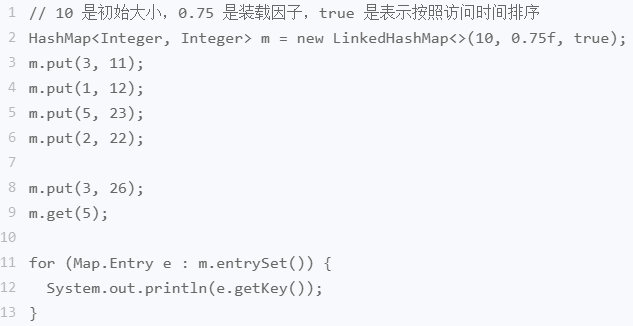 1 // 10 是初始大小，0.75 是装载因子，true 是表示按照访问时间排序
2 HashMap<Integer, Integer> m = new LinkedHashMap<>(10, 0.75f, true);
3 m.put(3, 11);
4 m.put(1, 12);
5 m.put(5, 23);
6 m.put(2, 22);
7
8 m.put(3, 26);
9 m.get(5);
10
11 for (Map.Entry e : m.entrySet()) {
12   System.out.println(e.getKey());
13 }